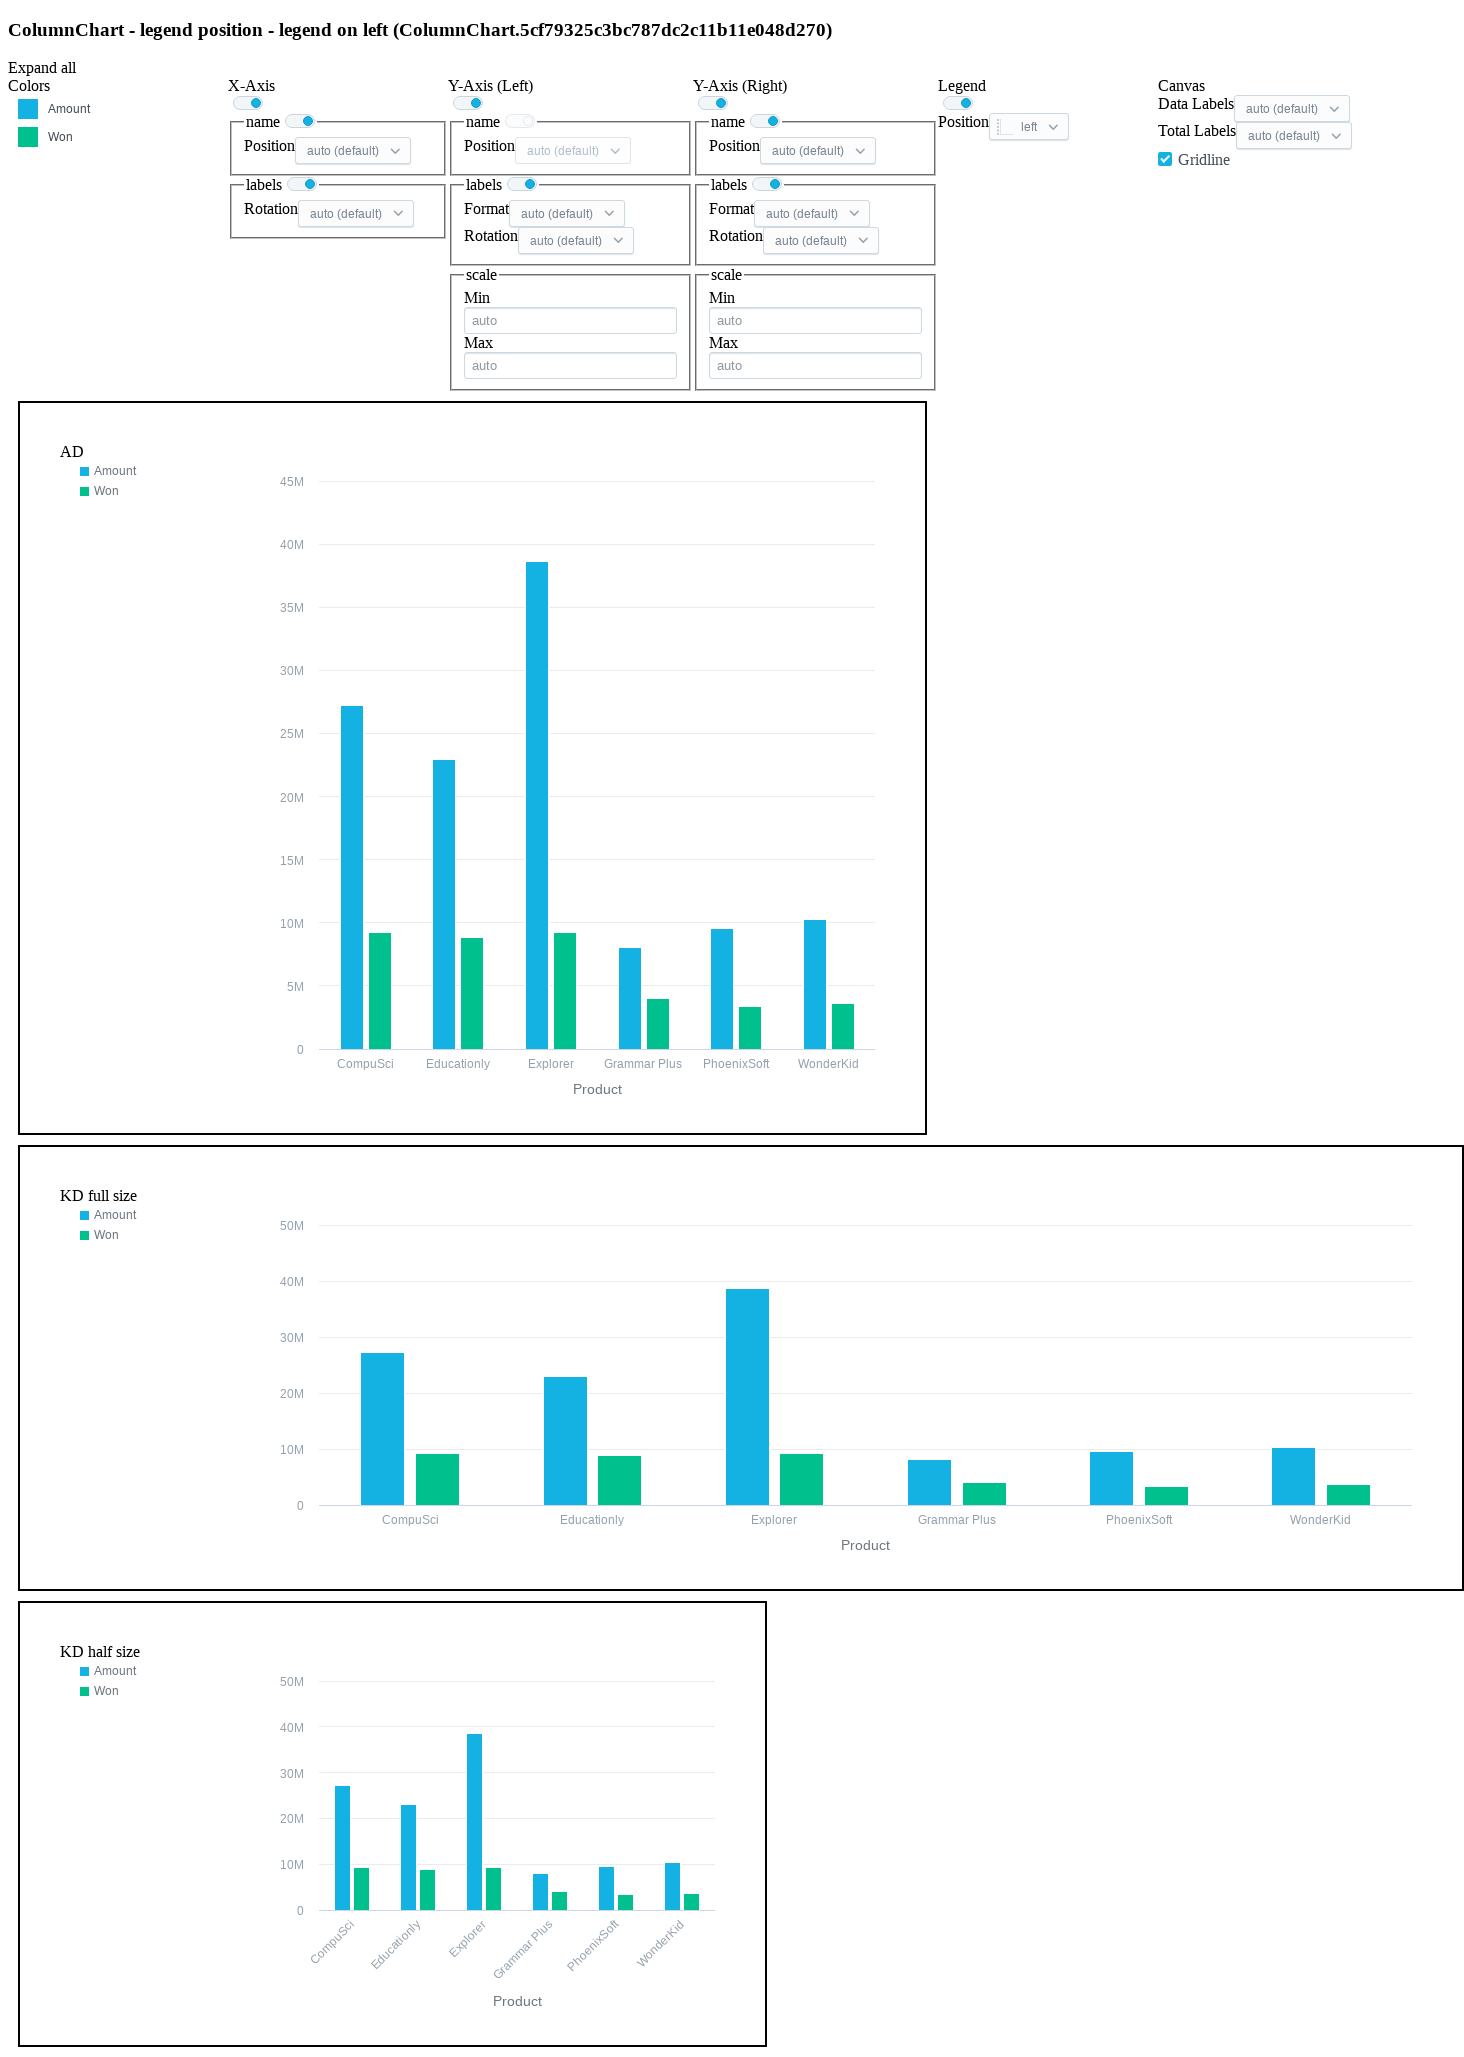 ColumnChart - legend position - legend on left (ColumnChart.5cf79325c3bc787dc2c11b11e048d270)
Expand all
Colors
Amount
Won
X-Axis
name
Position auto (default)
labels
Rotation auto (default)
Y-Axis (Left)
name
Position auto (default)
labels
Format auto (default)
Rotation auto (default)
scale
Min
auto
Max
auto
Y-Axis (Right)
name
Position auto (default)
labels
Format auto (default)
Rotation auto (default)
scale
Min
auto
Max
auto
Legend
Position left
Canvas
Data Labels auto (default)
Total Labels auto (default)
Gridline
AD
Amount
Won
45M
40M
35M
30M
25M
20M
15M
10M
5M
0
CompuSci Educationly Explorer Grammar Plus PhoenixSoft WonderKid
Product
KD full size
Amount
Won
50M
40M
30M
20M
10M
0
CompuSci Educationly Explorer Grammar Plus PhoenixSoft WonderKid
Product
KD half size
Amount
Won
50M
40M
30M
20M
10M
0
CompuSci Educationly Explorer Grammar Plus PhoenixSoft WonderKid
Product